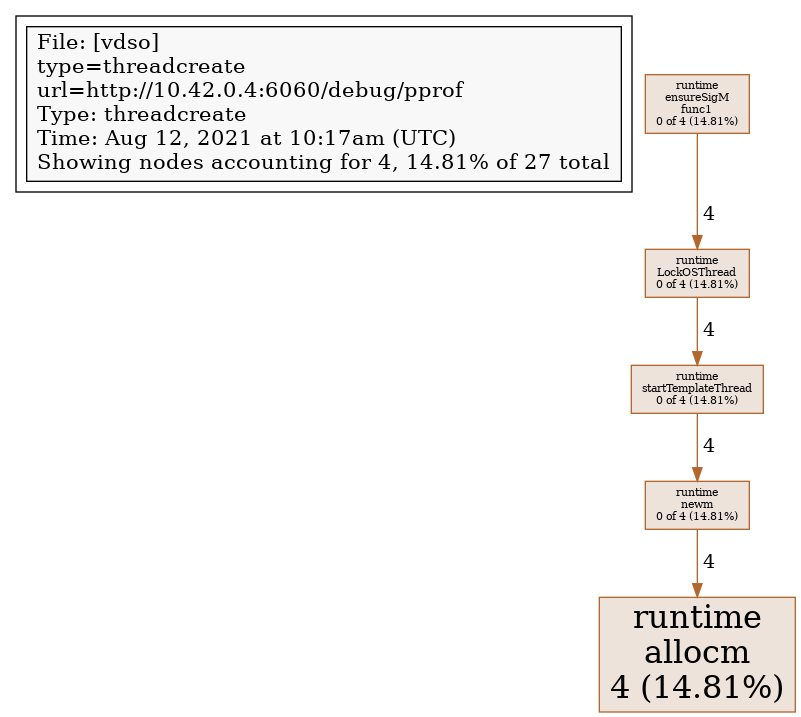 File: [vdso]
type=threadcreate
url=http://10.42.0.4:6060/debug/pprof
Type: threadcreate
Time: Aug 12, 2021 at 10:17am (UTC)
Showing nodes accounting for 4, 14.81% of 27 total
runtime
ensureSigM
func1
0 of 4 (14.81%)
4
runtime
LockOSThread
0 of 4 (14.81%)
4
runtime
startTemplateThread
0 of 4 (14.81%)
4
runtime
newm
0 of 4 (14.81%)
4
runtime
allocm
4 (14.81%)